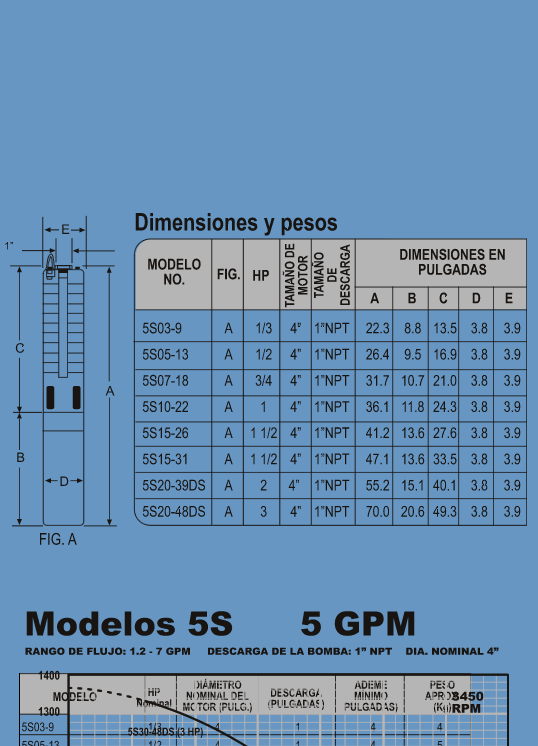 Dimensiones y pesos
E
1"
C
A
B
D
FIG. A
MODELO NO. FIG. HP TAMAÑO DE MOTOR TAMAÑO DE DESCARGA DIMENSIONES EN PULGADAS
A B C D E
5S03-9 A 1/3 4" 1"NPT 22.3 8.8 13.5 3.8 3.9
5S05-13 A 1/2 4" 1"NPT 26.4 9.5 16.9 3.8 3.9
5S07-18 A 3/4 4" 1"NPT 31.7 10.7 21.0 3.8 3.9
5S10-22 A 1 4" 1"NPT 36.1 11.8 24.3 3.8 3.9
5S15-26 A 1 1/2 4" 1"NPT 41.2 13.6 27.6 3.8 3.9
5S15-31 A 1 1/2 4" 1"NPT 47.1 13.6 33.5 3.8 3.9
5S20-39DS A 2 4" 1"NPT 55.2 15.1 40.1 3.8 3.9
5S20-48DS A 3 4" 1"NPT 70.0 20.6 49.3 3.8 3.9
Modelos 5S 5 GPM
RANGO DE FLUJO: 1.2 - 7 GPM DESCARGA DE LA BOMBA: 1" NPT DIA. NOMINAL 4"
1400
MODELO HP Nominal DIÁMETRO NOMINAL DEL MOTOR (PULG.) DESCARGA (PULGADAS) ADEME MINIMO PULGADAS) PESO APROX (Kg)
3450
RPM
1300
5S03-9 1/3 4 1 4 4
5S30-48DS (3 HP)
5S05-13 1/2 4 1 4 5